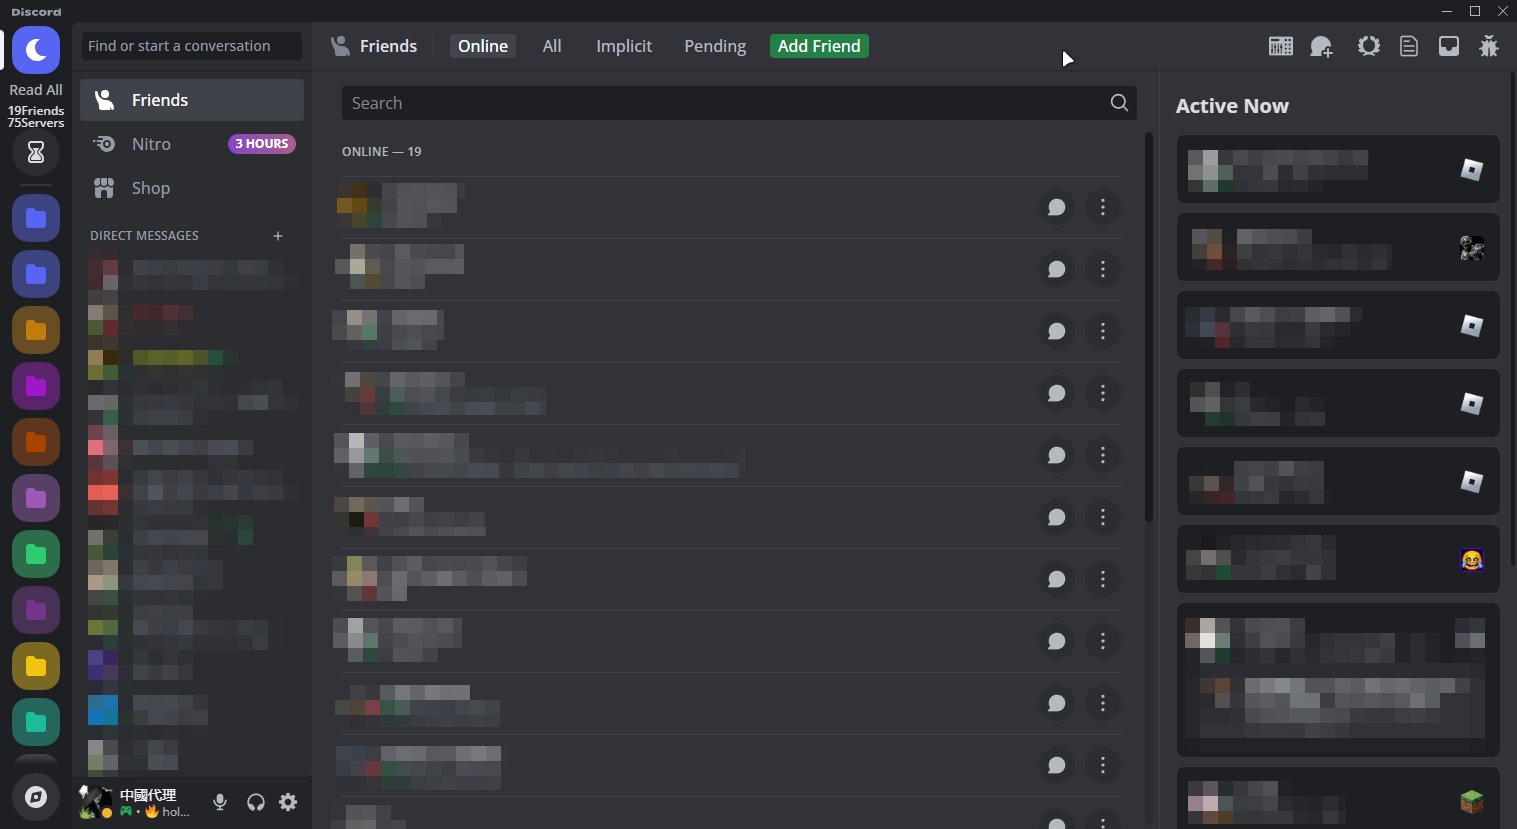 Discord
Find or start a conversation
Friends
Online
All
Implicit
Pending
Add Friend
Read All
19Friends
75Servers
Friends
Nitro
3 HOURS
Shop
DIRECT MESSAGES
Search
ONLINE — 19
Active Now
中國代理
hol...